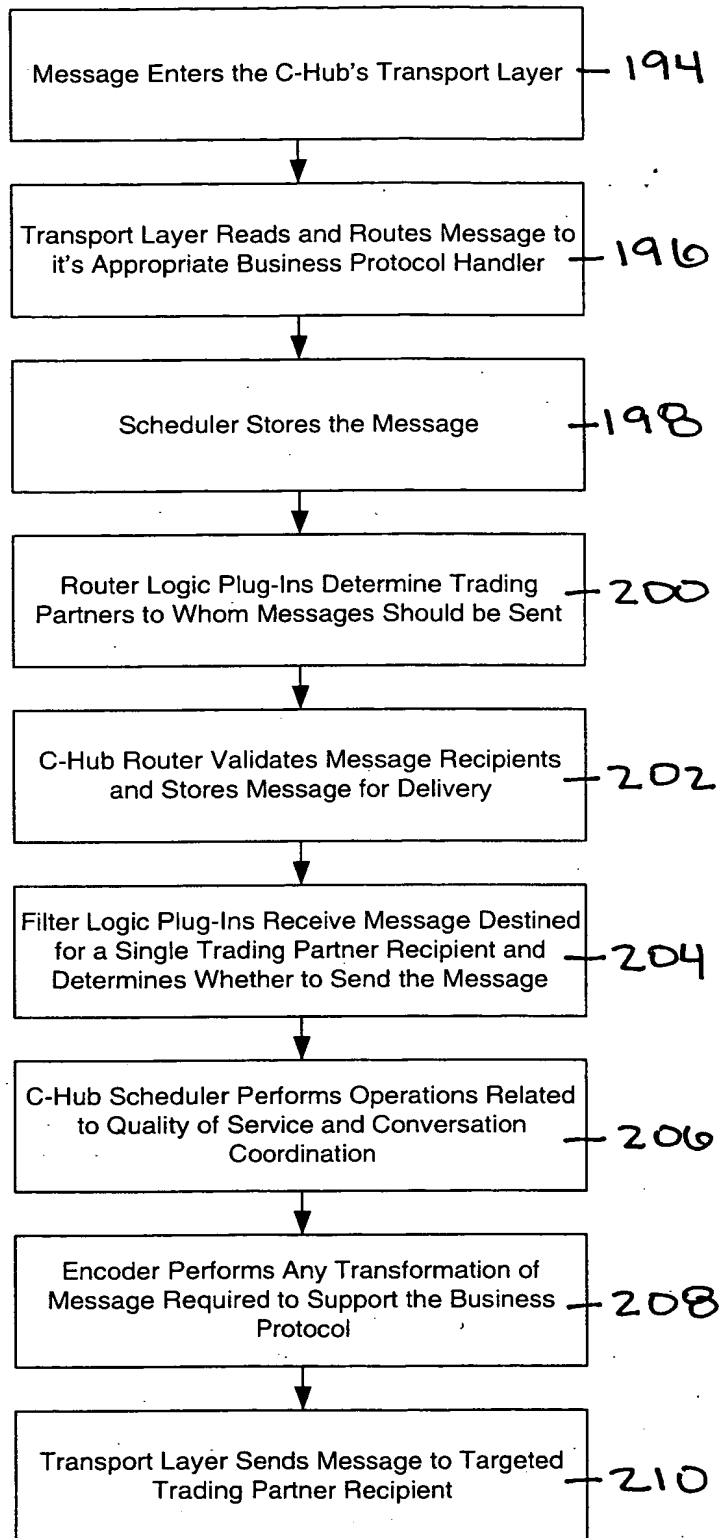 Message Enters the C-Hub's Transport Layer
194
Transport Layer Reads and Routes Message to
it's Appropriate Business Protocol Handler
196
Scheduler Stores the Message
198
Router Logic Plug-Ins Determine Trading
Partners to Whom Messages Should be Sent
200
C-Hub Router Validates Message Recipients
and Stores Message for Delivery
202
Filter Logic Plug-Ins Receive Message Destined
for a Single Trading Partner Recipient and
Determines Whether to Send the Message
204
C-Hub Scheduler Performs Operations Related
to Quality of Service and Conversation
Coordination
206
Encoder Performs Any Transformation of
Message Required to Support the Business
Protocol
208
Transport Layer Sends Message to Targeted
Trading Partner Recipient
210